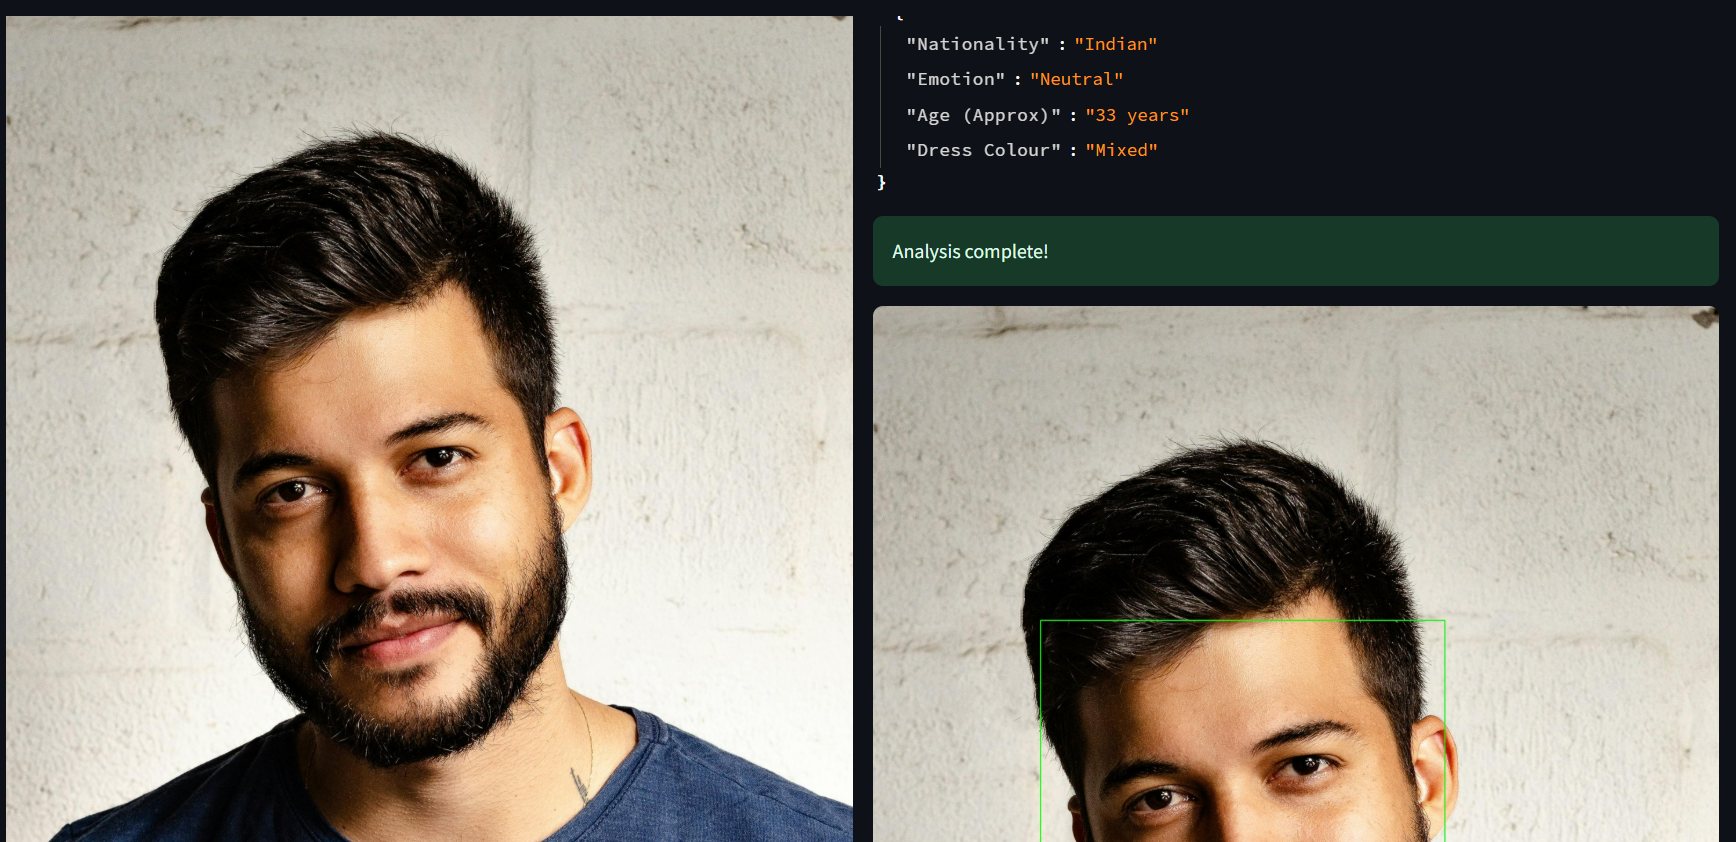 {
"Nationality" : "Indian"
"Emotion" : "Neutral"
"Age (Approx)" : "33 years"
"Dress Colour" : "Mixed"
}
Analysis complete!